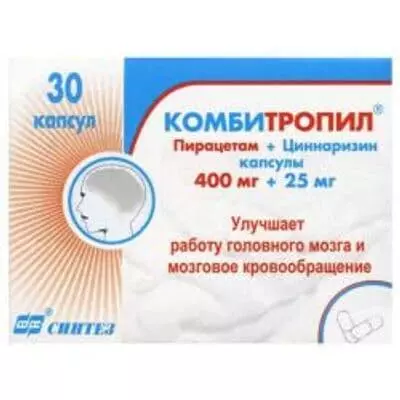 30
капсул
КОМБИТРОПИЛ®
Пирацетам + Циннаризин
капсулы
400 мг + 25 мг
Улучшает
работу головного мозга и
мозговое кровообращение
СИНТЕЗ